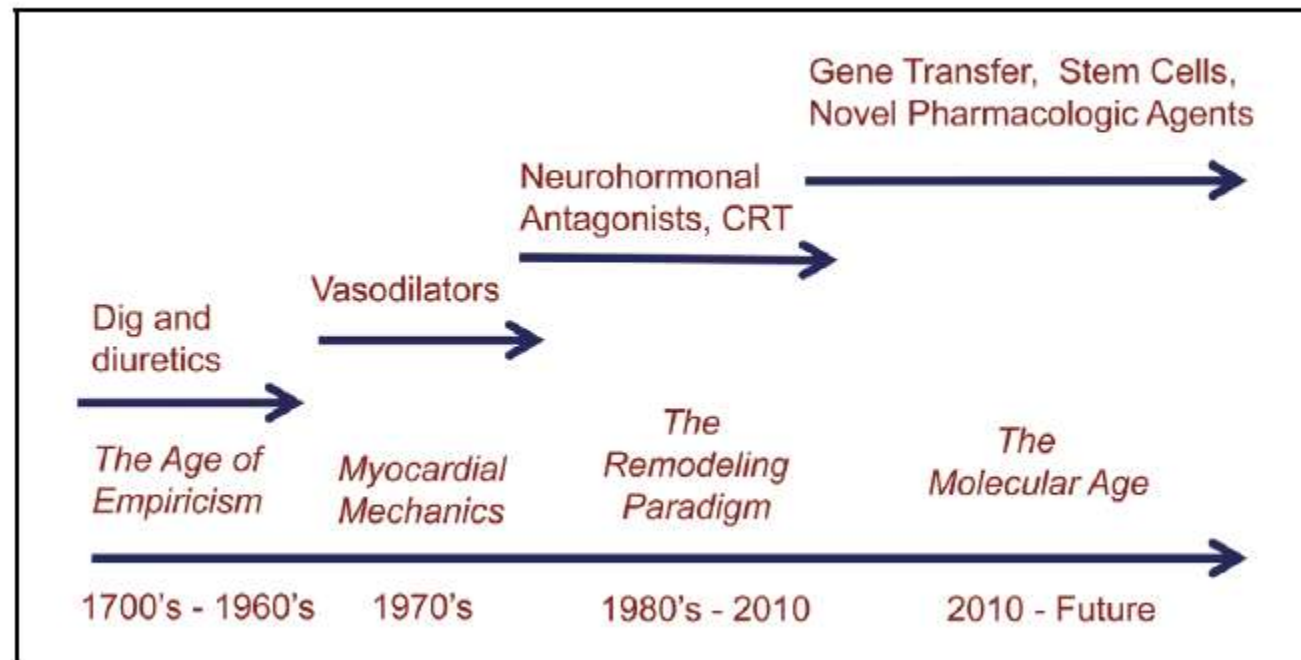 Gene Transfer, Stem Cells,
Novel Pharmacologic Agents
Neurohormonal
Antagonists, CRT
Vasodilators
Dig and
diuretics
The Age of
Empiricism
Myocardial
Mechanics
The
Remodeling
Paradigm
The
Molecular Age
1700's - 1960's
1970's
1980's - 2010
2010 - Future